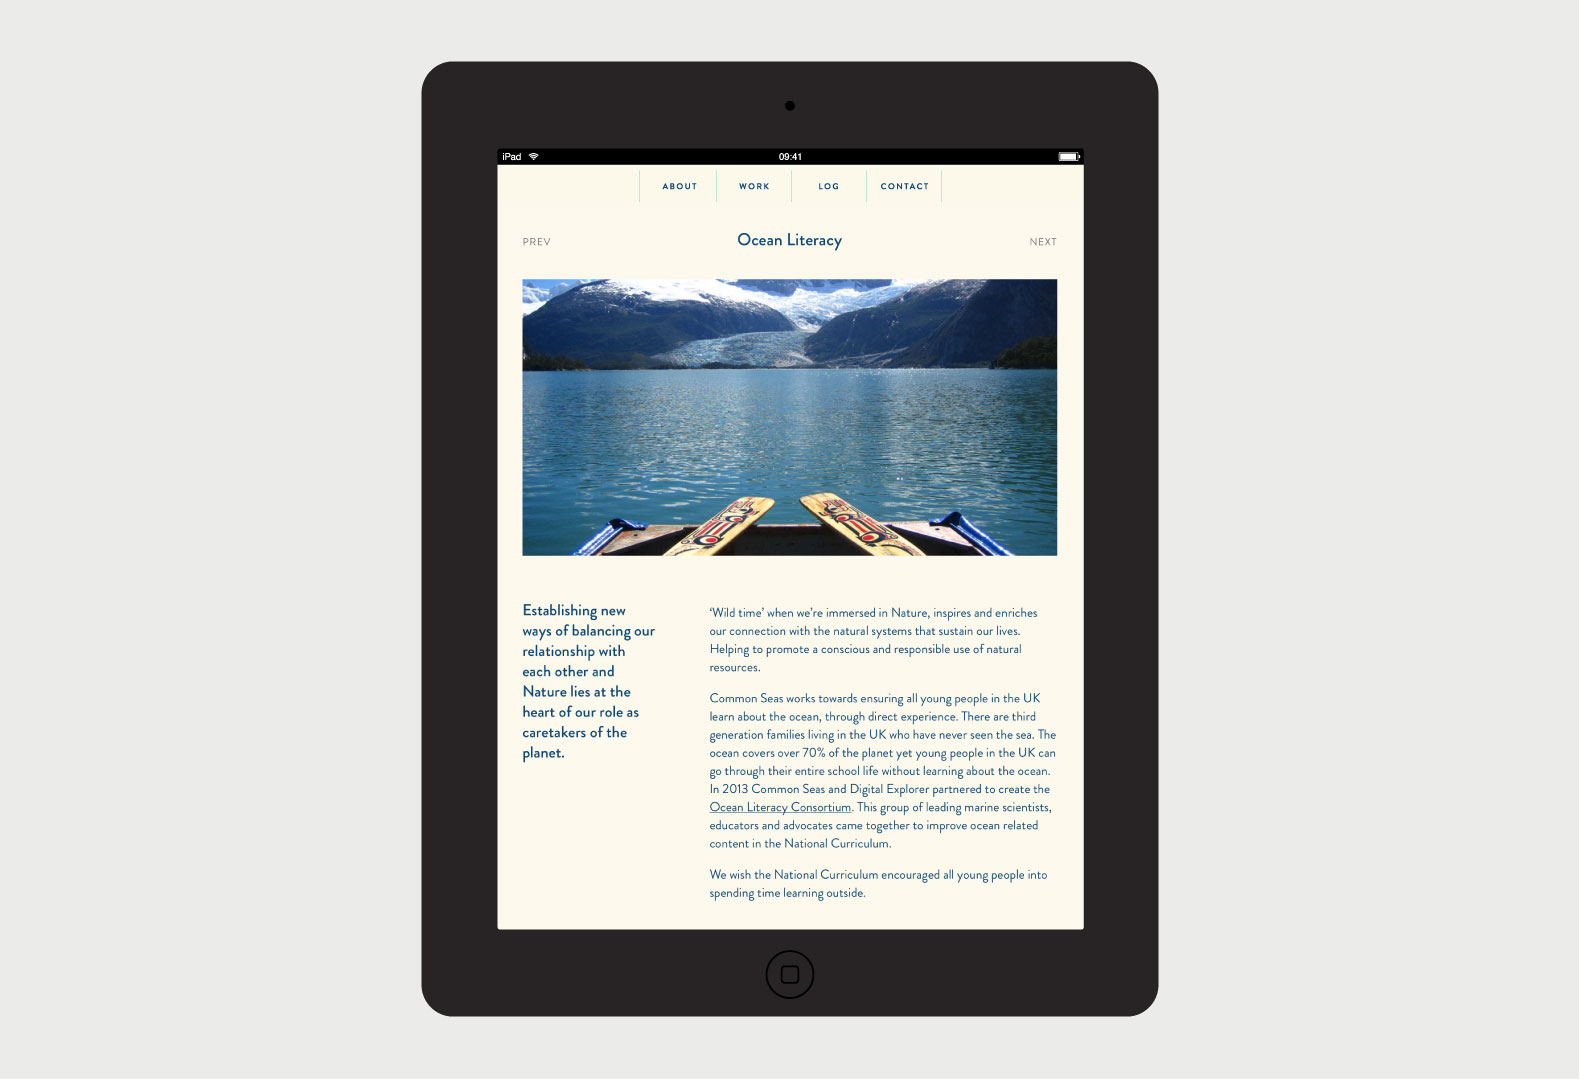 iPad
09:41
ABOUT
WORK
LOG
CONTACT
PREV
Ocean Literacy
NEXT
Establishing new
ways of balancing our
relationship with
each other and
Nature lies at the
heart of our role as
caretakers of the
planet.
‘Wild time’ when we’re immersed in Nature, inspires and enriches
our connection with the natural systems that sustain our lives.
Helping to promote a conscious and responsible use of natural
resources.
Common Seas works towards ensuring all young people in the UK
learn about the ocean, through direct experience. There are third
generation families living in the UK who have never seen the sea. The
ocean covers over 70% of the planet yet young people in the UK can
go through their entire school life without learning about the ocean.
In 2013 Common Seas and Digital Explorer partnered to create the
Ocean Literacy Consortium. This group of leading marine scientists,
educators and advocates came together to improve ocean related
content in the National Curriculum.
We wish the National Curriculum encouraged all young people into
spending time learning outside.